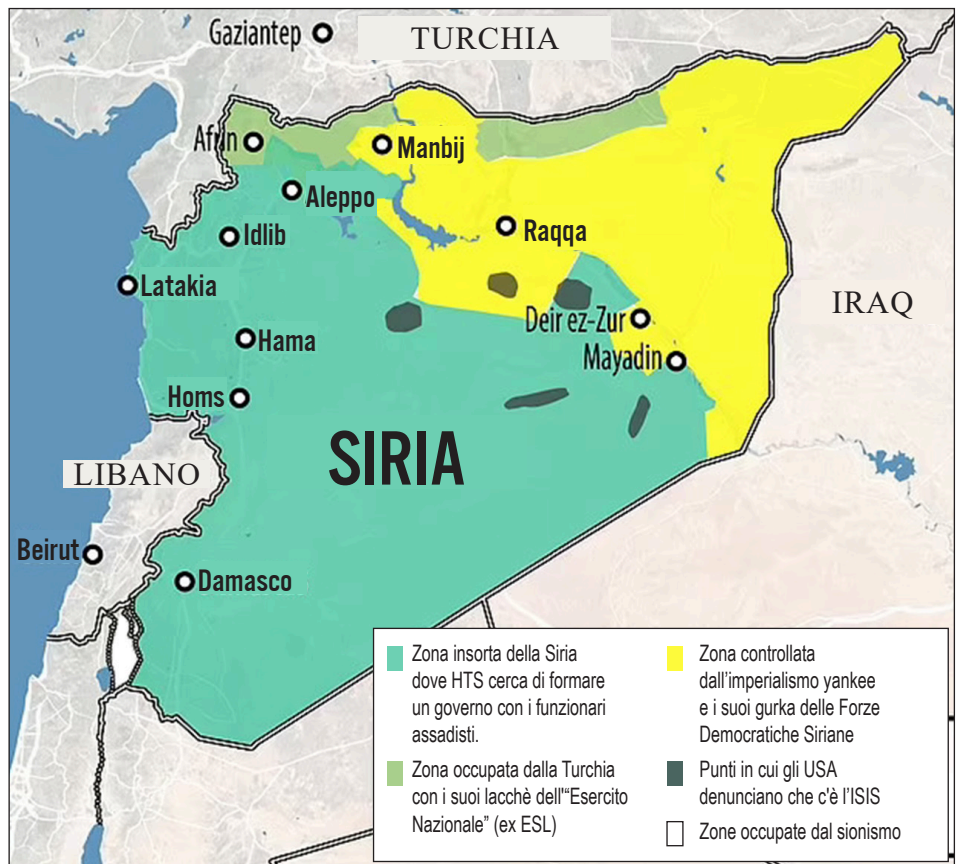 Gaziantep
TURCHIA
Afrin
Manbij
Aleppo
Idlib
Raqqa
Latakia
IRAQ
Deir ez-Zur
Hama
Mayadin
Homs
SIRIA
LIBANO
Beirut
Damasco
Zona insorta della Siria
dove HTS cerca di formare
un governo con i funzionari
assadisti.
Zona occupata dalla Turchia
con i suoi lacchè dell'“Esercito
Nazionale” (ex ESL)
Zona controllata
dall'imperialismo yankee
e i suoi gurka delle Forze
Democratiche Siriane
Punti in cui gli USA
denunciano che c'è l'ISIS
Zone occupate dal sionismo